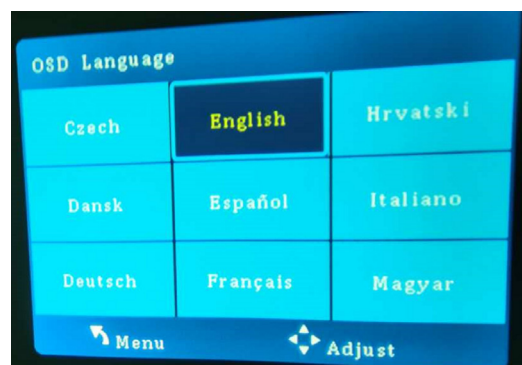 OSD Language
Czech English Hrvatski
Dansk Español Italiano
Deutsch Français Magyar
Menu Adjust